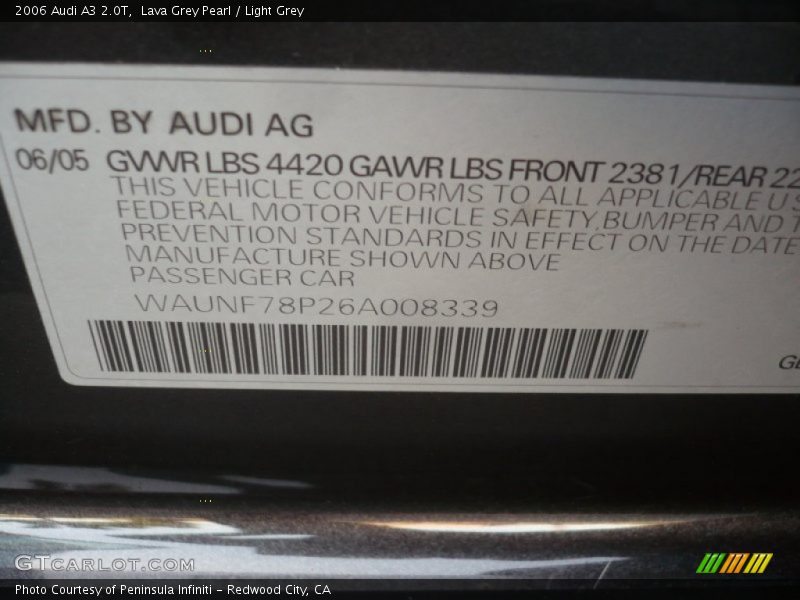 2006 Audi A3 2.0T, Lava Grey Pearl / Light Grey
MFD. BY AUDI AG
06/05 GVWR LBS 4420 GAWR LBS FRONT 2381/REAR 22
THIS VEHICLE CONFORMS TO ALL APPLICABLE U S
FEDERAL MOTOR VEHICLE SAFETY,BUMPER AND T
PREVENTION STANDARDS IN EFFECT ON THE DATE
MANUFACTURE SHOWN ABOVE
PASSENGER CAR
WAUNF78P26A008339
GE
GTCARLOT.COM
Photo Courtesy of Peninsula Infiniti - Redwood City, CA